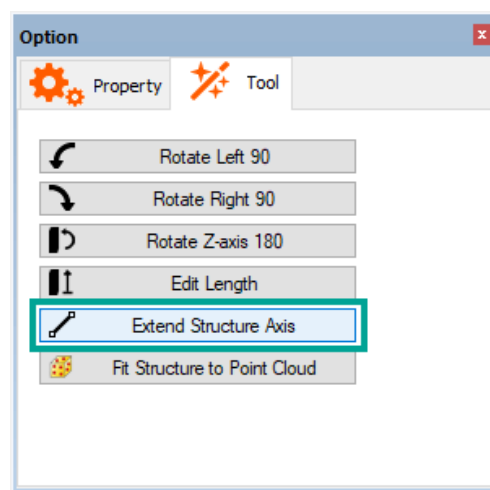 Option
Property
Tool
Rotate Left 90
Rotate Right 90
Rotate Z-axis 180
Edit Length
Extend Structure Axis
Fit Structure to Point Cloud